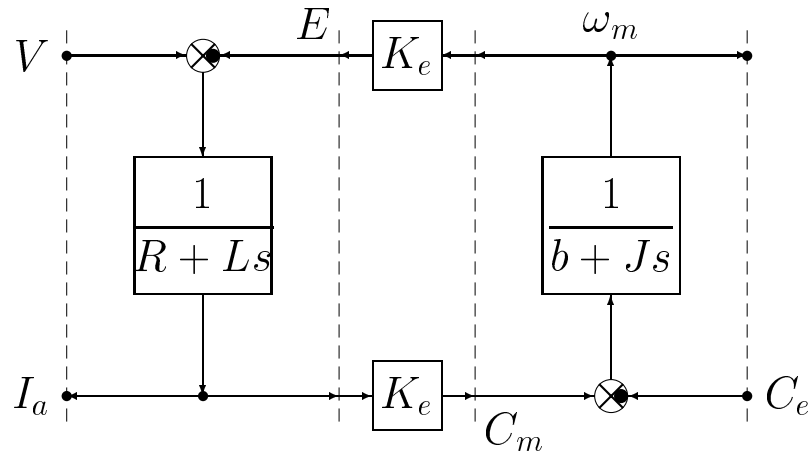 E
ω_m
V
K_e
1
R + Ls
1
b + Js
I_a
K_e
C_m
C_e